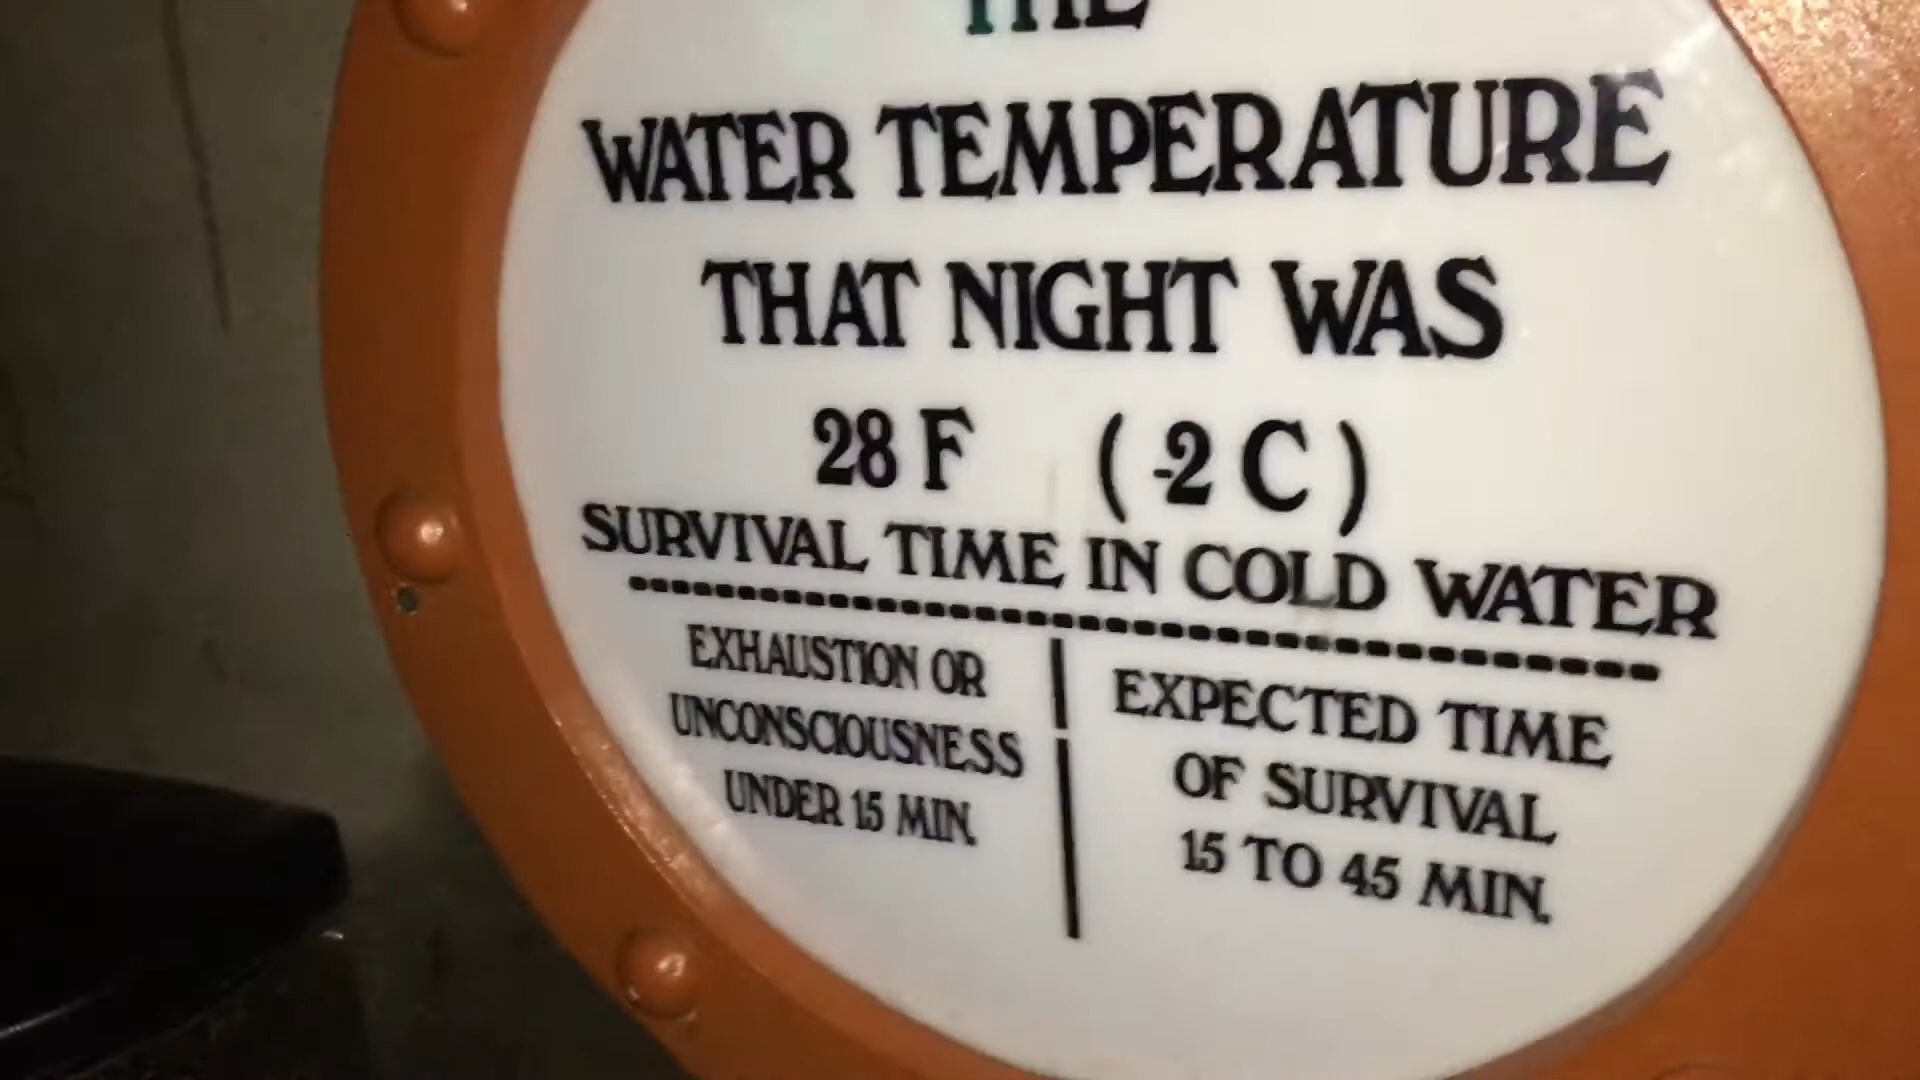 THE
WATER TEMPERATURE
THAT NIGHT WAS
28 F (-2 C)
SURVIVAL TIME IN COLD WATER
EXHAUSTION OR
UNCONSCIOUSNESS
UNDER 15 MIN.
EXPECTED TIME
OF SURVIVAL
15 TO 45 MIN.